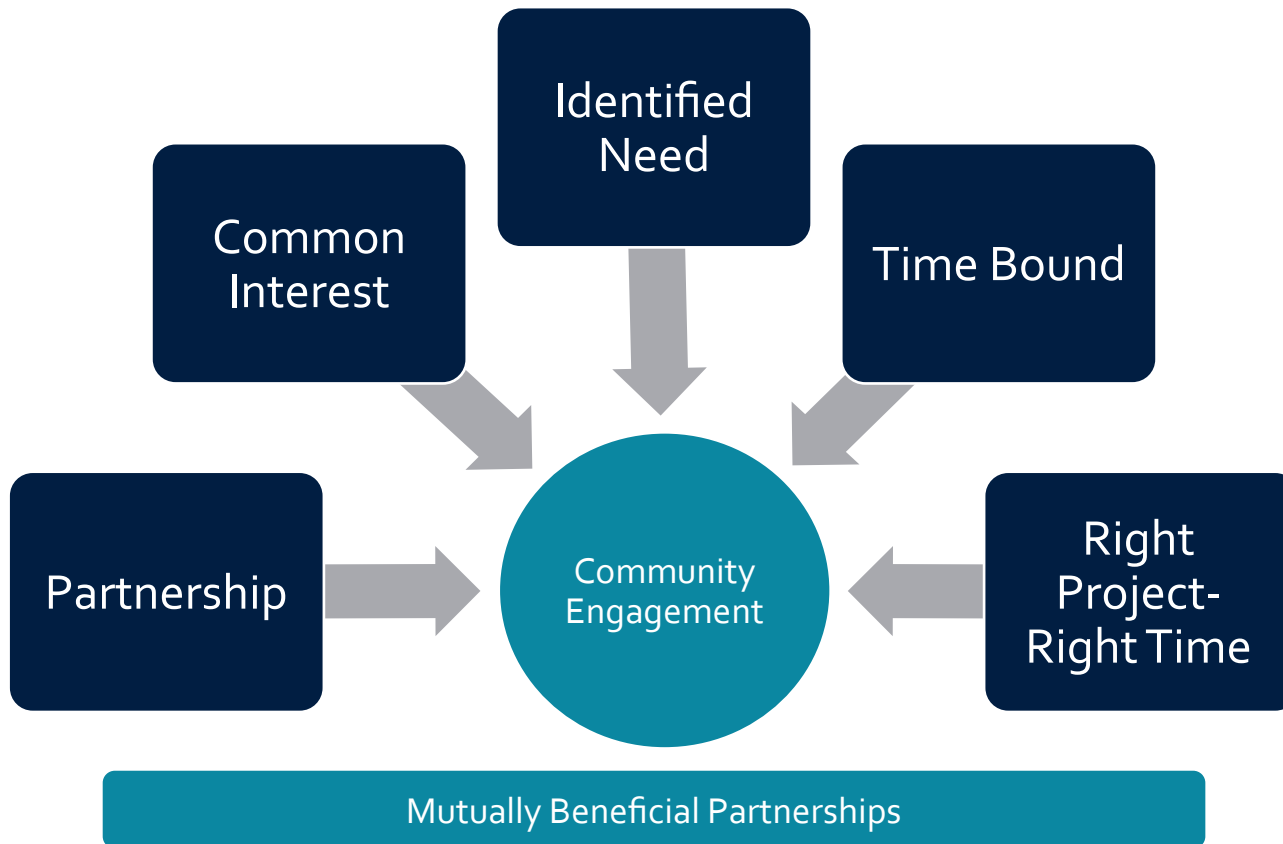 Identified
Need
Common
Interest
Time Bound
Partnership
Community
Engagement
Right
Project-
Right Time
Mutually Beneficial Partnerships